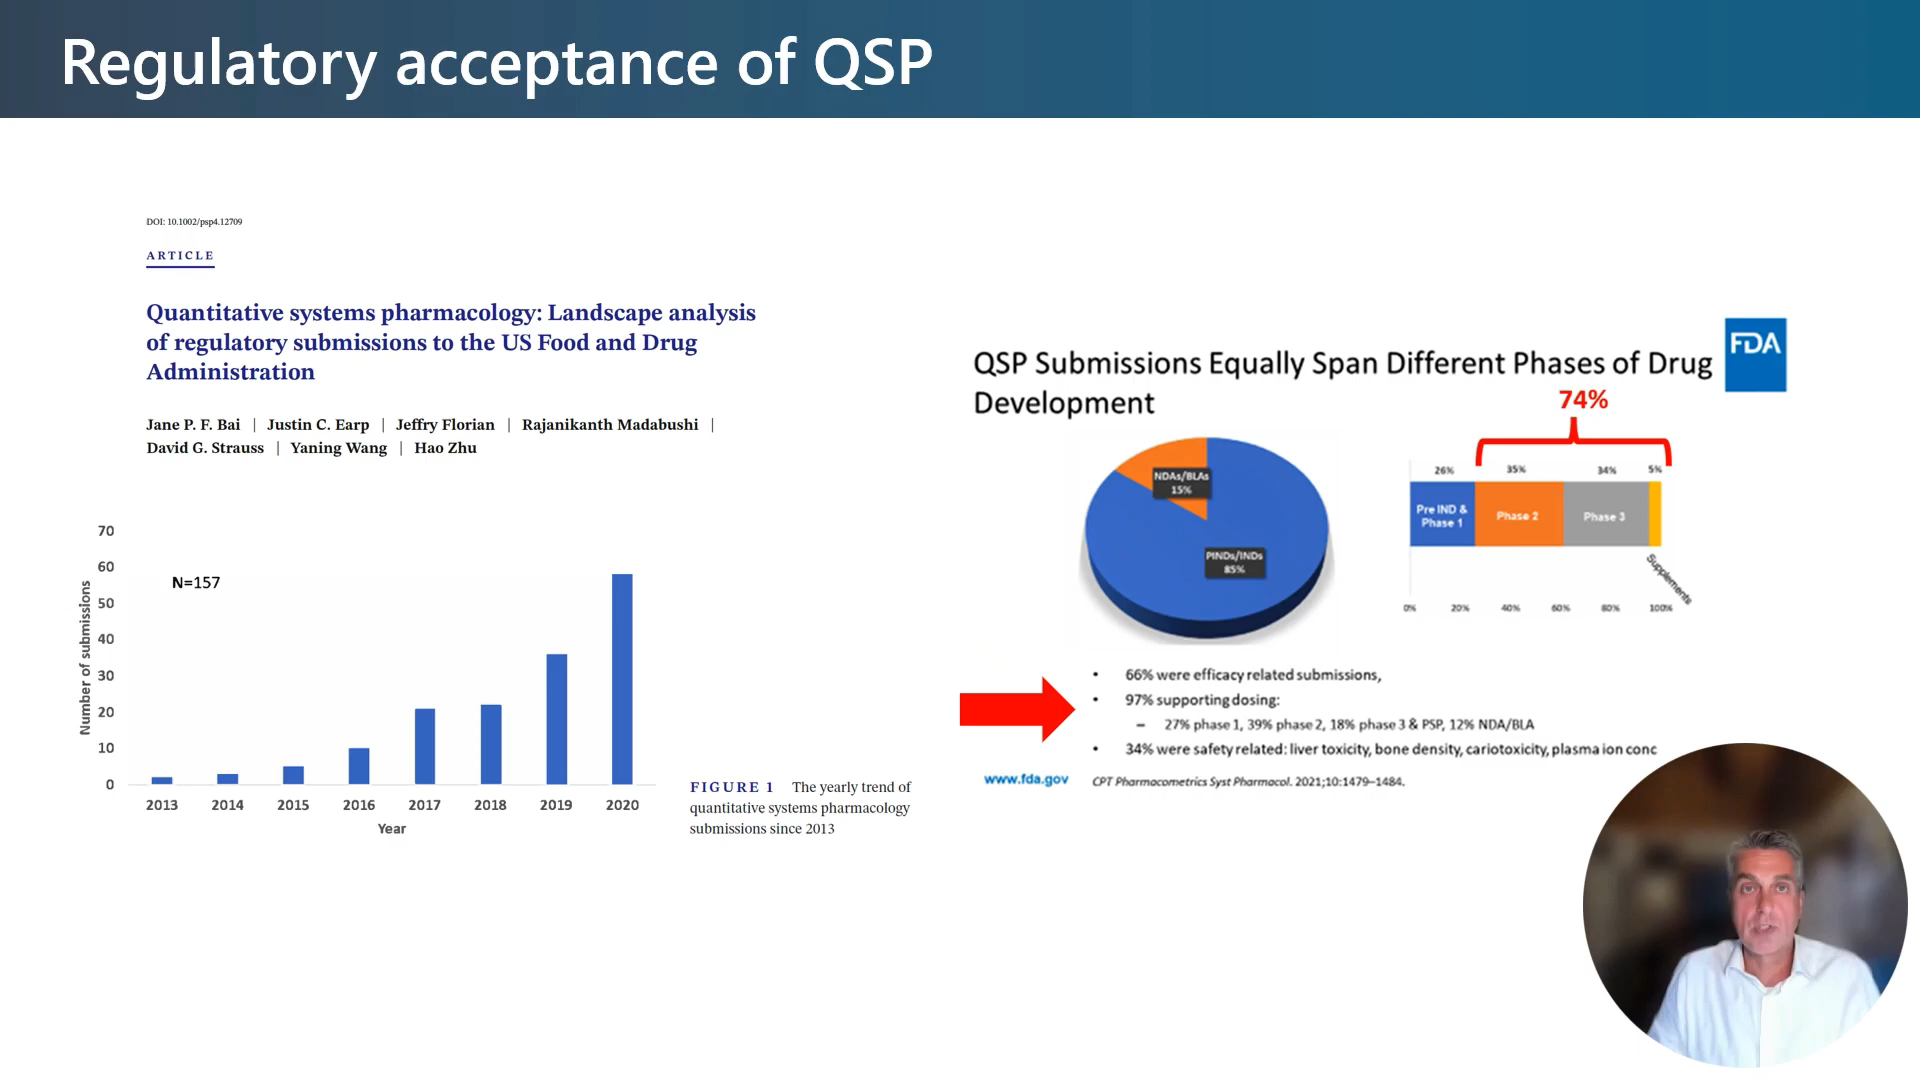 Regulatory acceptance of QSP
DOI: 10.1002/psp4.12709
ARTICLE
Quantitative systems pharmacology: Landscape analysis
of regulatory submissions to the US Food and Drug
Administration
Jane P. F. Bai | Justin C. Earp | Jeffry Florian | Rajanikanth Madabushi |
David G. Strauss | Yaning Wang | Hao Zhu
70
60
50
40
30
20
10
0
Number of submissions
N=157
2013 2014 2015 2016 2017 2018 2019 2020
Year
FIGURE 1 The yearly trend of
quantitative systems pharmacology
submissions since 2013
FDA
QSP Submissions Equally Span Different Phases of Drug
Development
74%
NDAs/BLAs
15%
PINDs/INDs
85%
26% 35% 34% 5%
Pre IND &
Phase 1
Phase 2
Phase 3
Supplements
0% 20% 40% 60% 80% 100%
• 66% were efficacy related submissions,
• 97% supporting dosing:
– 27% phase 1, 39% phase 2, 18% phase 3 & PSP, 12% NDA/BLA
• 34% were safety related: liver toxicity, bone density, cariotoxicity, plasma ion conc
www.fda.gov
CPT Pharmacometrics Syst Pharmacol. 2021;10:1479–1484.